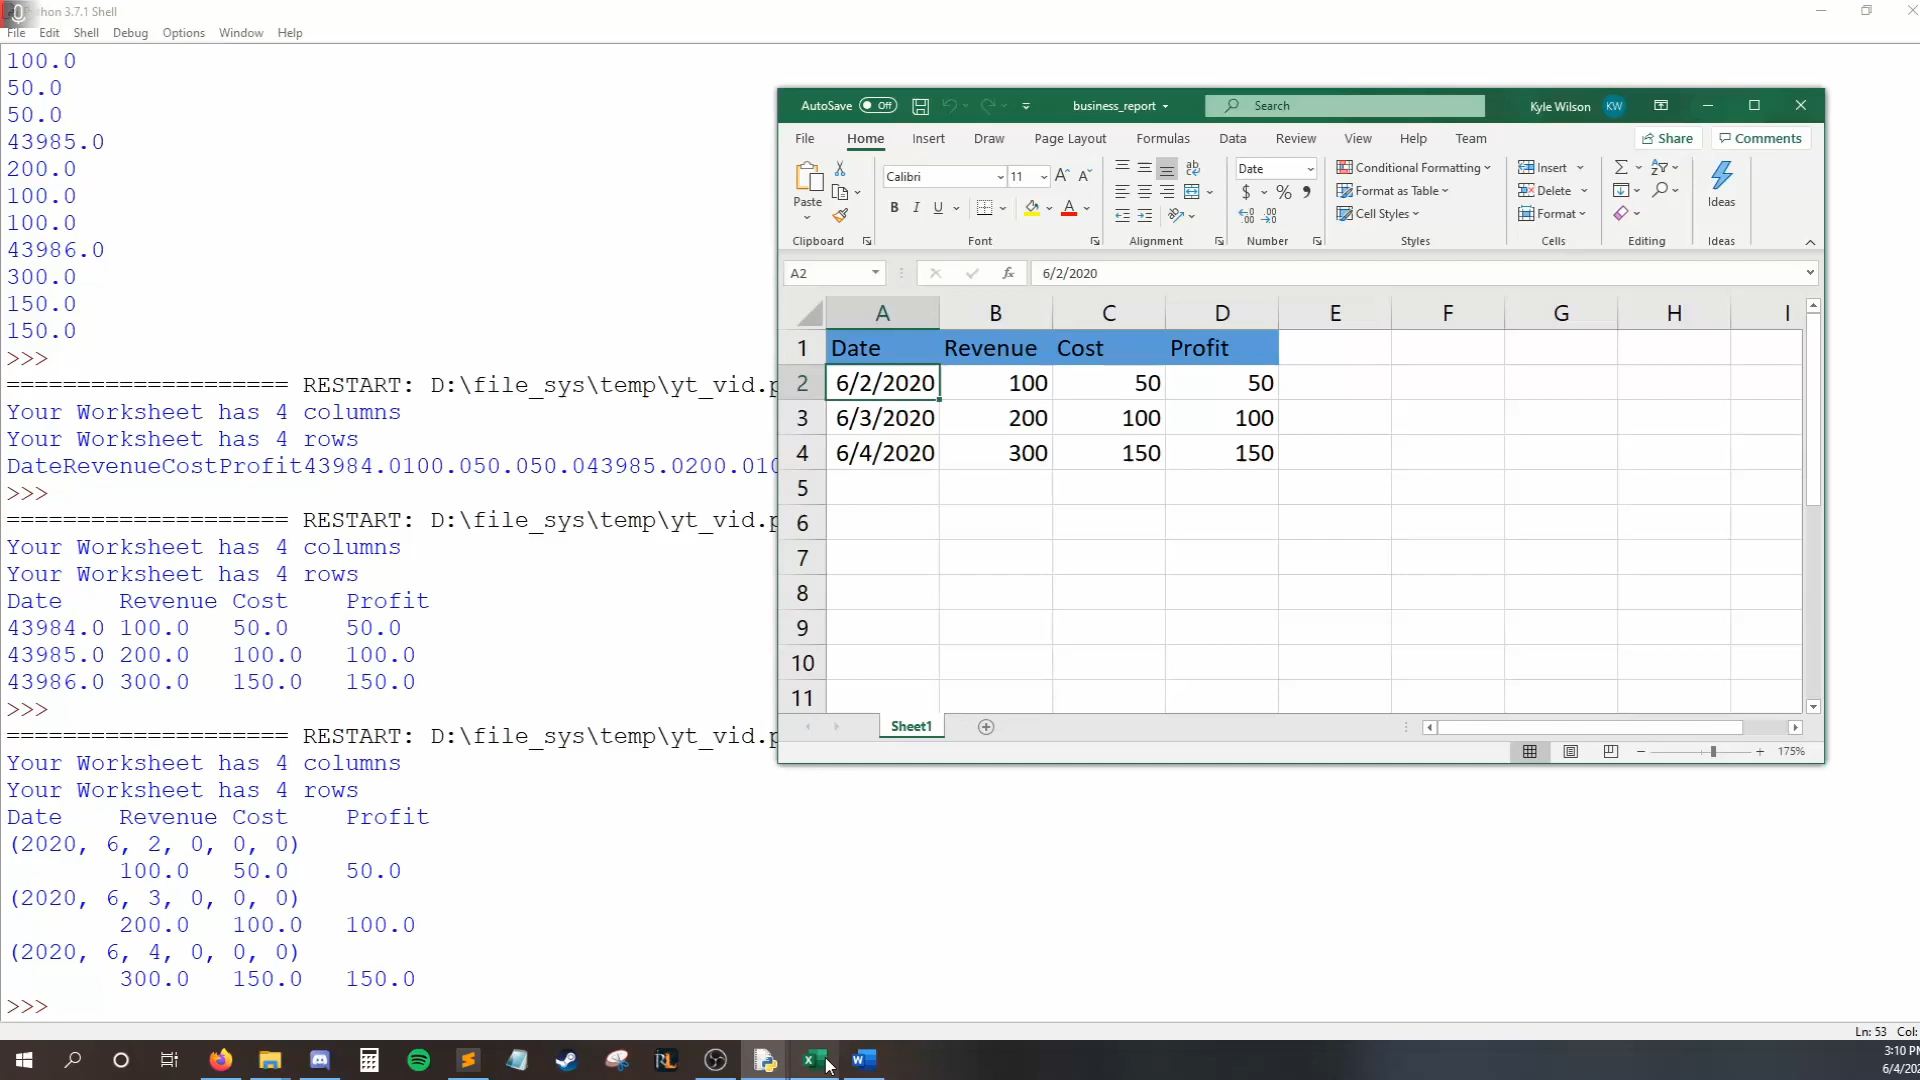 Python 3.7.1 Shell
File Edit Shell Debug Options Window Help
100.0
50.0
50.0
43985.0
200.0
100.0
100.0
43986.0
300.0
150.0
150.0
>>>
==================== RESTART: D:\file_sys\temp\yt_vid.p
Your Worksheet has 4 columns
Your Worksheet has 4 rows
DateRevenueCostProfit43984.0100.050.050.043985.0200.010
>>>
==================== RESTART: D:\file_sys\temp\yt_vid.p
Your Worksheet has 4 columns
Your Worksheet has 4 rows
Date Revenue Cost Profit
43984.0 100.0 50.0 50.0
43985.0 200.0 100.0 100.0
43986.0 300.0 150.0 150.0
>>>
==================== RESTART: D:\file_sys\temp\yt_vid.p
Your Worksheet has 4 columns
Your Worksheet has 4 rows
Date Revenue Cost Profit
(2020, 6, 2, 0, 0, 0)
100.0 50.0 50.0
(2020, 6, 3, 0, 0, 0)
200.0 100.0 100.0
(2020, 6, 4, 0, 0, 0)
300.0 150.0 150.0
>>>
AutoSave Off business_report Search Kyle Wilson KW
File Home Insert Draw Page Layout Formulas Data Review View Help Team Share Comments
Paste Calibri 11 Date Conditional Formatting Insert
B I U A $ % , Format as Table Delete Ideas
Cell Styles Format
Clipboard Font Alignment Number Styles Cells Editing Ideas
A2 fx 6/2/2020
A B C D E F G H I
1 Date Revenue Cost Profit
2 6/2/2020 100 50 50
3 6/3/2020 200 100 100
4 6/4/2020 300 150 150
5
6
7
8
9
10
11
Sheet1
175%
Ln: 53 Col:
3:10 PM
6/4/202